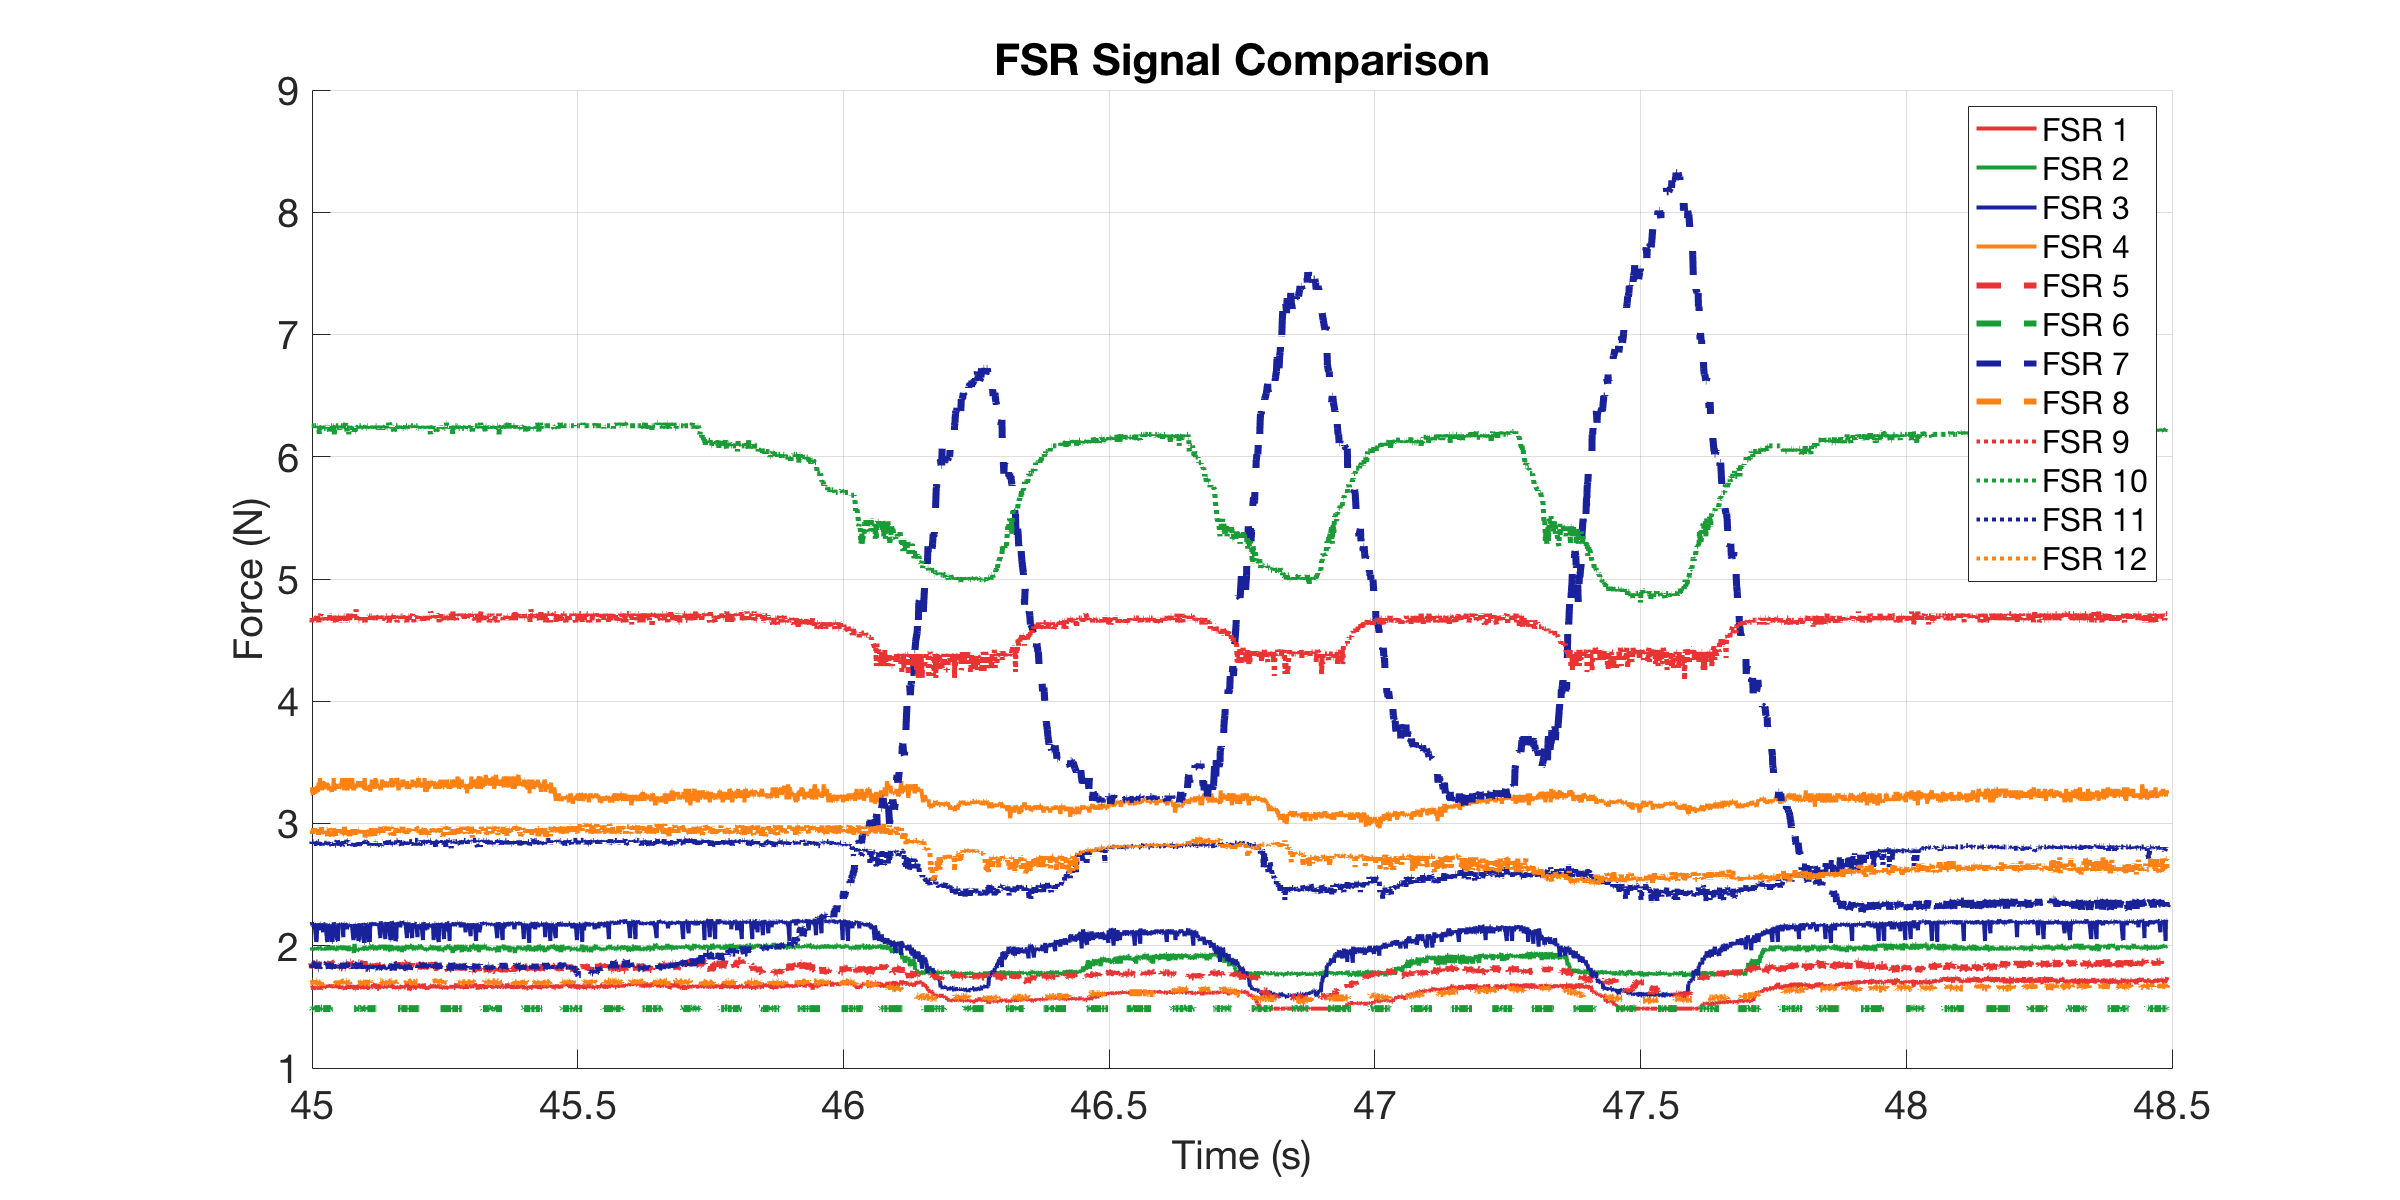 FSR Signal Comparison
Force (N)
9
8
7
6
5
4
3
2
1
45
45.5
46
46.5
47
47.5
48
48.5
Time (s)
FSR 1
FSR 2
FSR 3
FSR 4
FSR 5
FSR 6
FSR 7
FSR 8
FSR 9
FSR 10
FSR 11
FSR 12